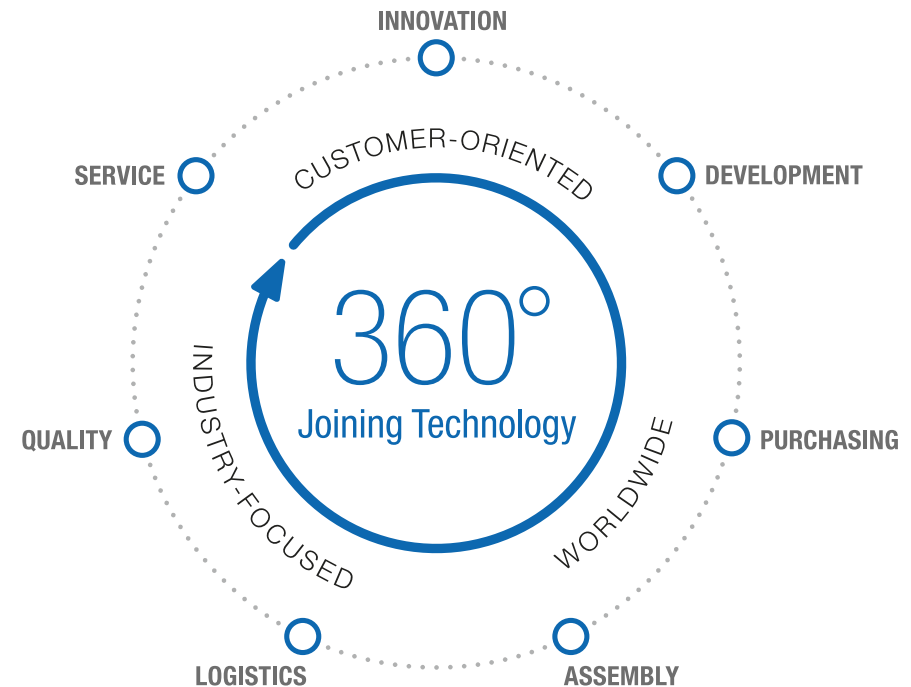 INNOVATION
CUSTOMER-ORIENTED
SERVICE
DEVELOPMENT
360°
Joining Technology
INDUSTRY-FOCUSED
WORLDWIDE
QUALITY
PURCHASING
LOGISTICS
ASSEMBLY